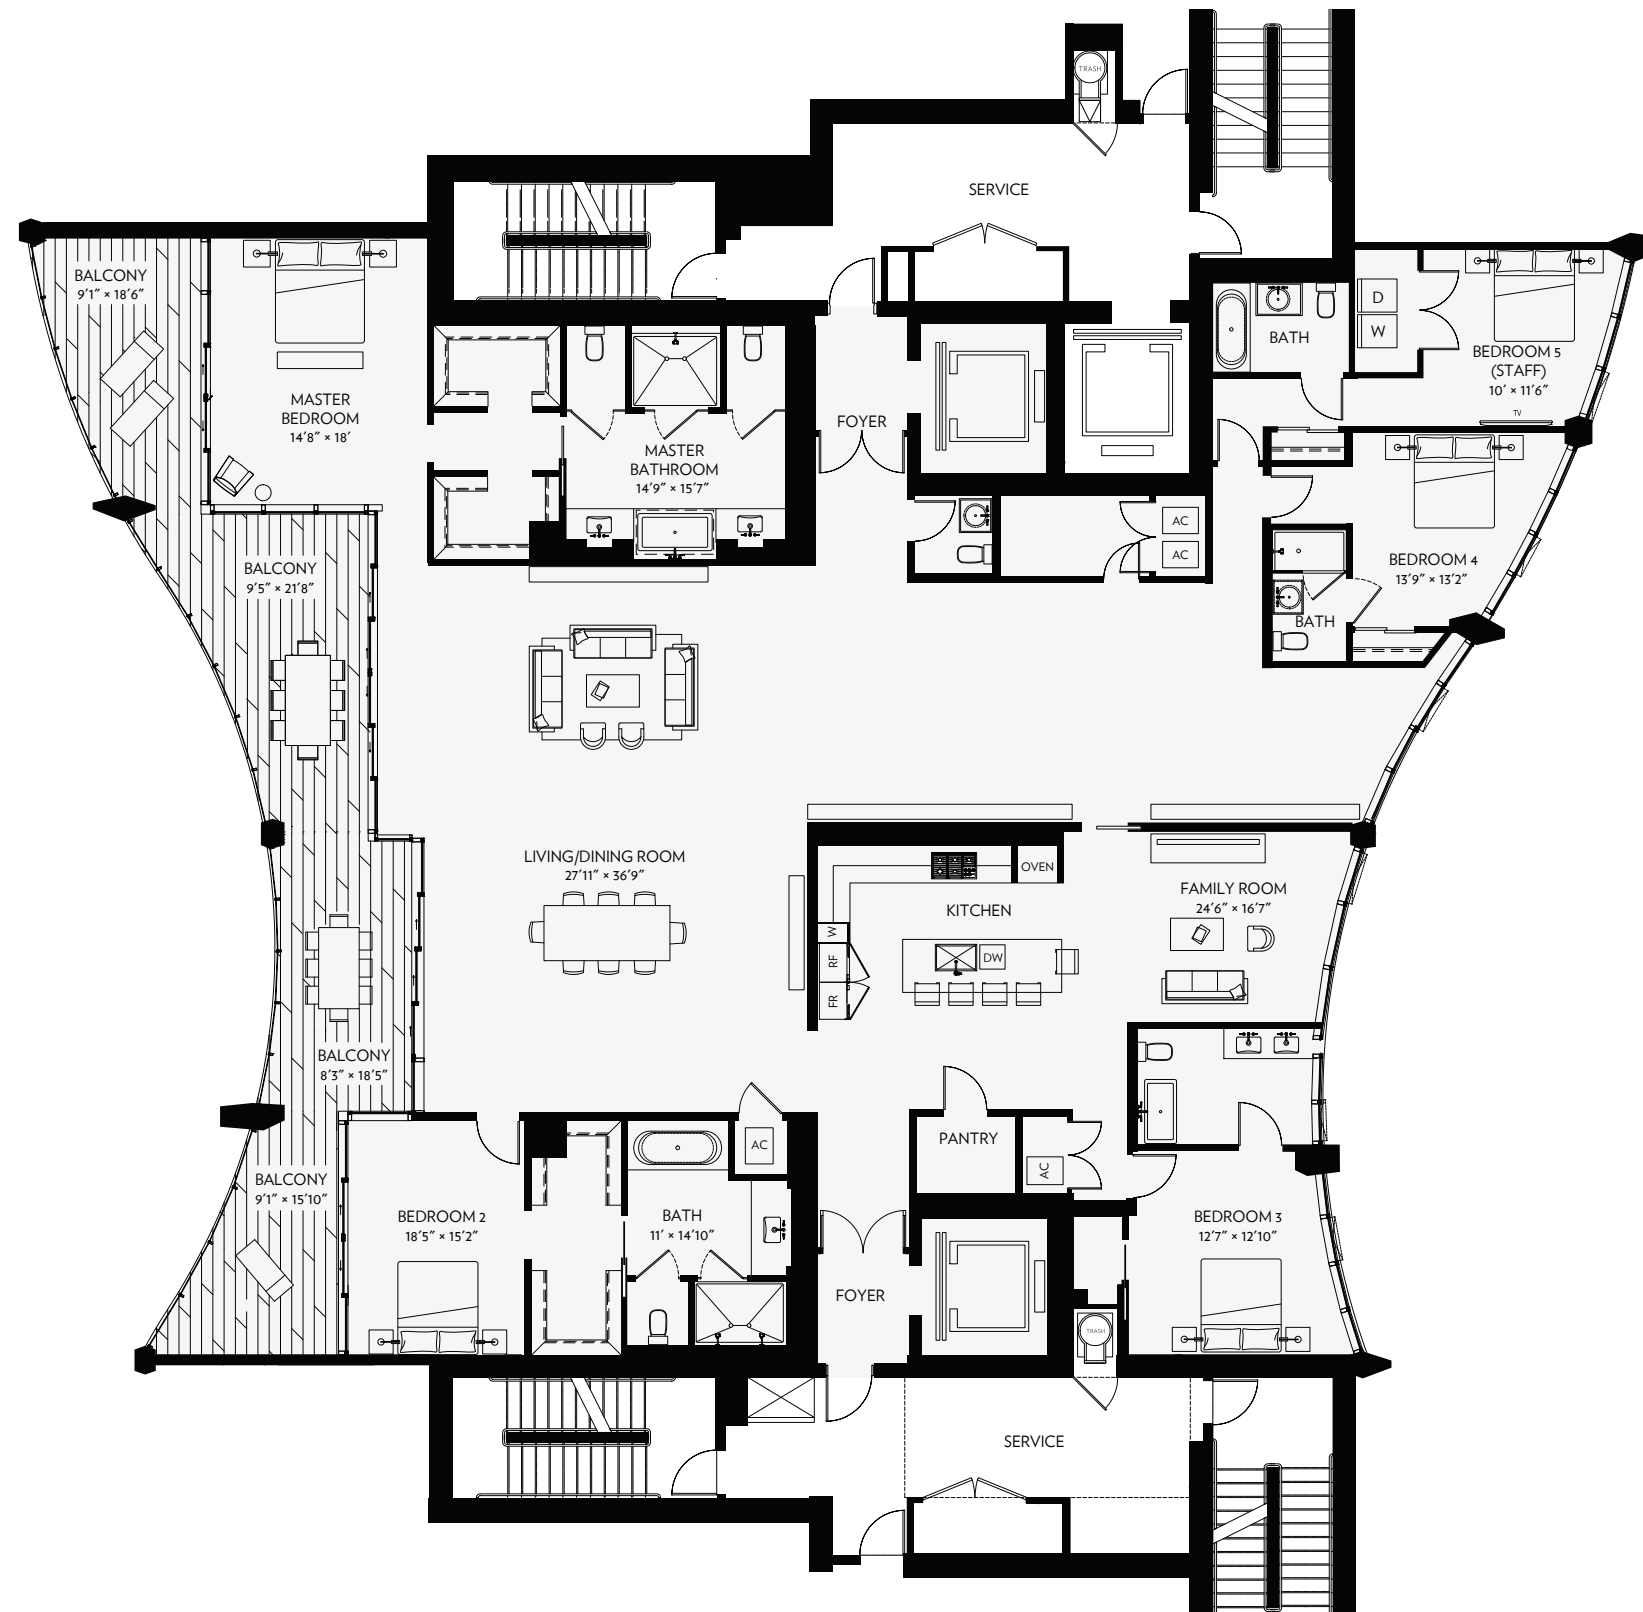 TRASH
SERVICE
BALCONY
9'1" × 18'6"
MASTER
BEDROOM
14'8" × 18'
MASTER
BATHROOM
14'9" × 15'7"
FOYER
BATH
D
W
BEDROOM 5
(STAFF)
10' × 11'6"
TV
AC
AC
BALCONY
9'5" × 21'8"
BEDROOM 4
13'9" × 13'2"
BATH
LIVING/DINING ROOM
27'11" × 36'9"
OVEN
KITCHEN
W
RF
FR
DW
FAMILY ROOM
24'6" × 16'7"
BALCONY
8'3" × 18'5"
AC
PANTRY
AC
BALCONY
9'1" × 15'10"
BEDROOM 2
18'5" × 15'2"
BATH
11' × 14'10"
BEDROOM 3
12'7" × 12'10"
FOYER
TRASH
SERVICE